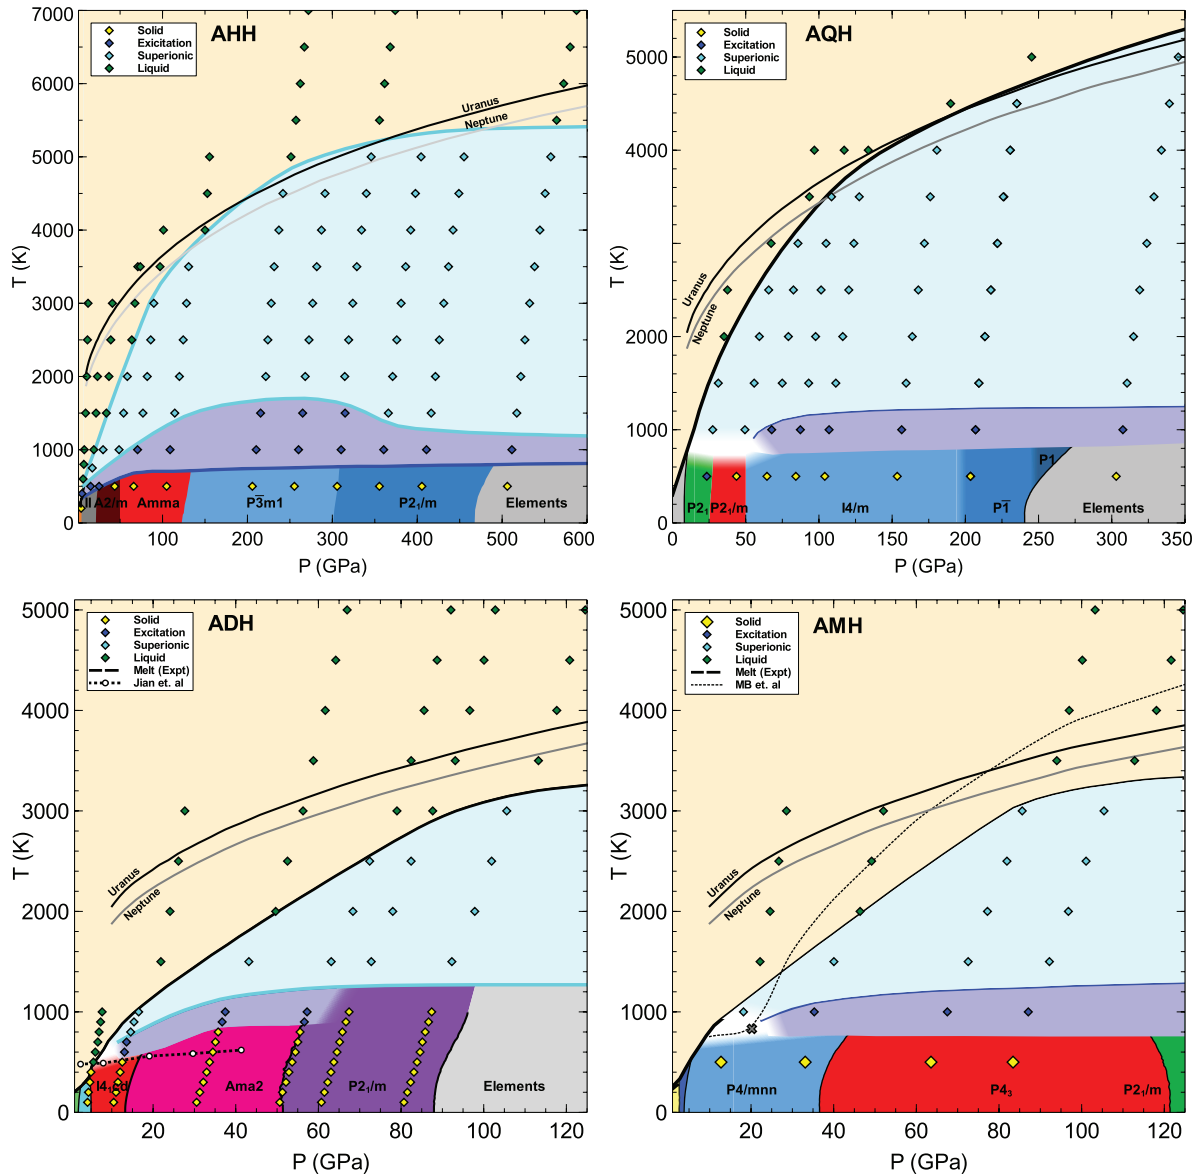 AHH
Solid
Exicitation
Superionic
Liquid
7000
6000
5000
4000
3000
2000
1000
0
T (K)
Uranus
Neptune
A2/m
Amma
P3̅m1
P2₁/m
Elements
0
100
200
300
400
500
600
P (GPa)
AQH
Solid
Excitation
Superionic
Liquid
5000
4000
3000
2000
1000
0
T (K)
Uranus
Neptune
P2₁
P2₁/m
I4/m
P1̅
P1
Elements
0
50
100
150
200
250
300
350
P (GPa)
ADH
Solid
Excitation
Superionic
Liquid
Melt (Expt)
Jian et. al
5000
4000
3000
2000
1000
0
T (K)
Uranus
Neptune
Ama2
P2₁/m
Elements
20
40
60
80
100
120
P (GPa)
AMH
Solid
Excitation
Superionic
Liquid
Melt (Expt)
MB et. al
5000
4000
3000
2000
1000
0
T (K)
Uranus
Neptune
P4/mnn
P4₃
P2₁/m
20
40
60
80
100
120
P (GPa)